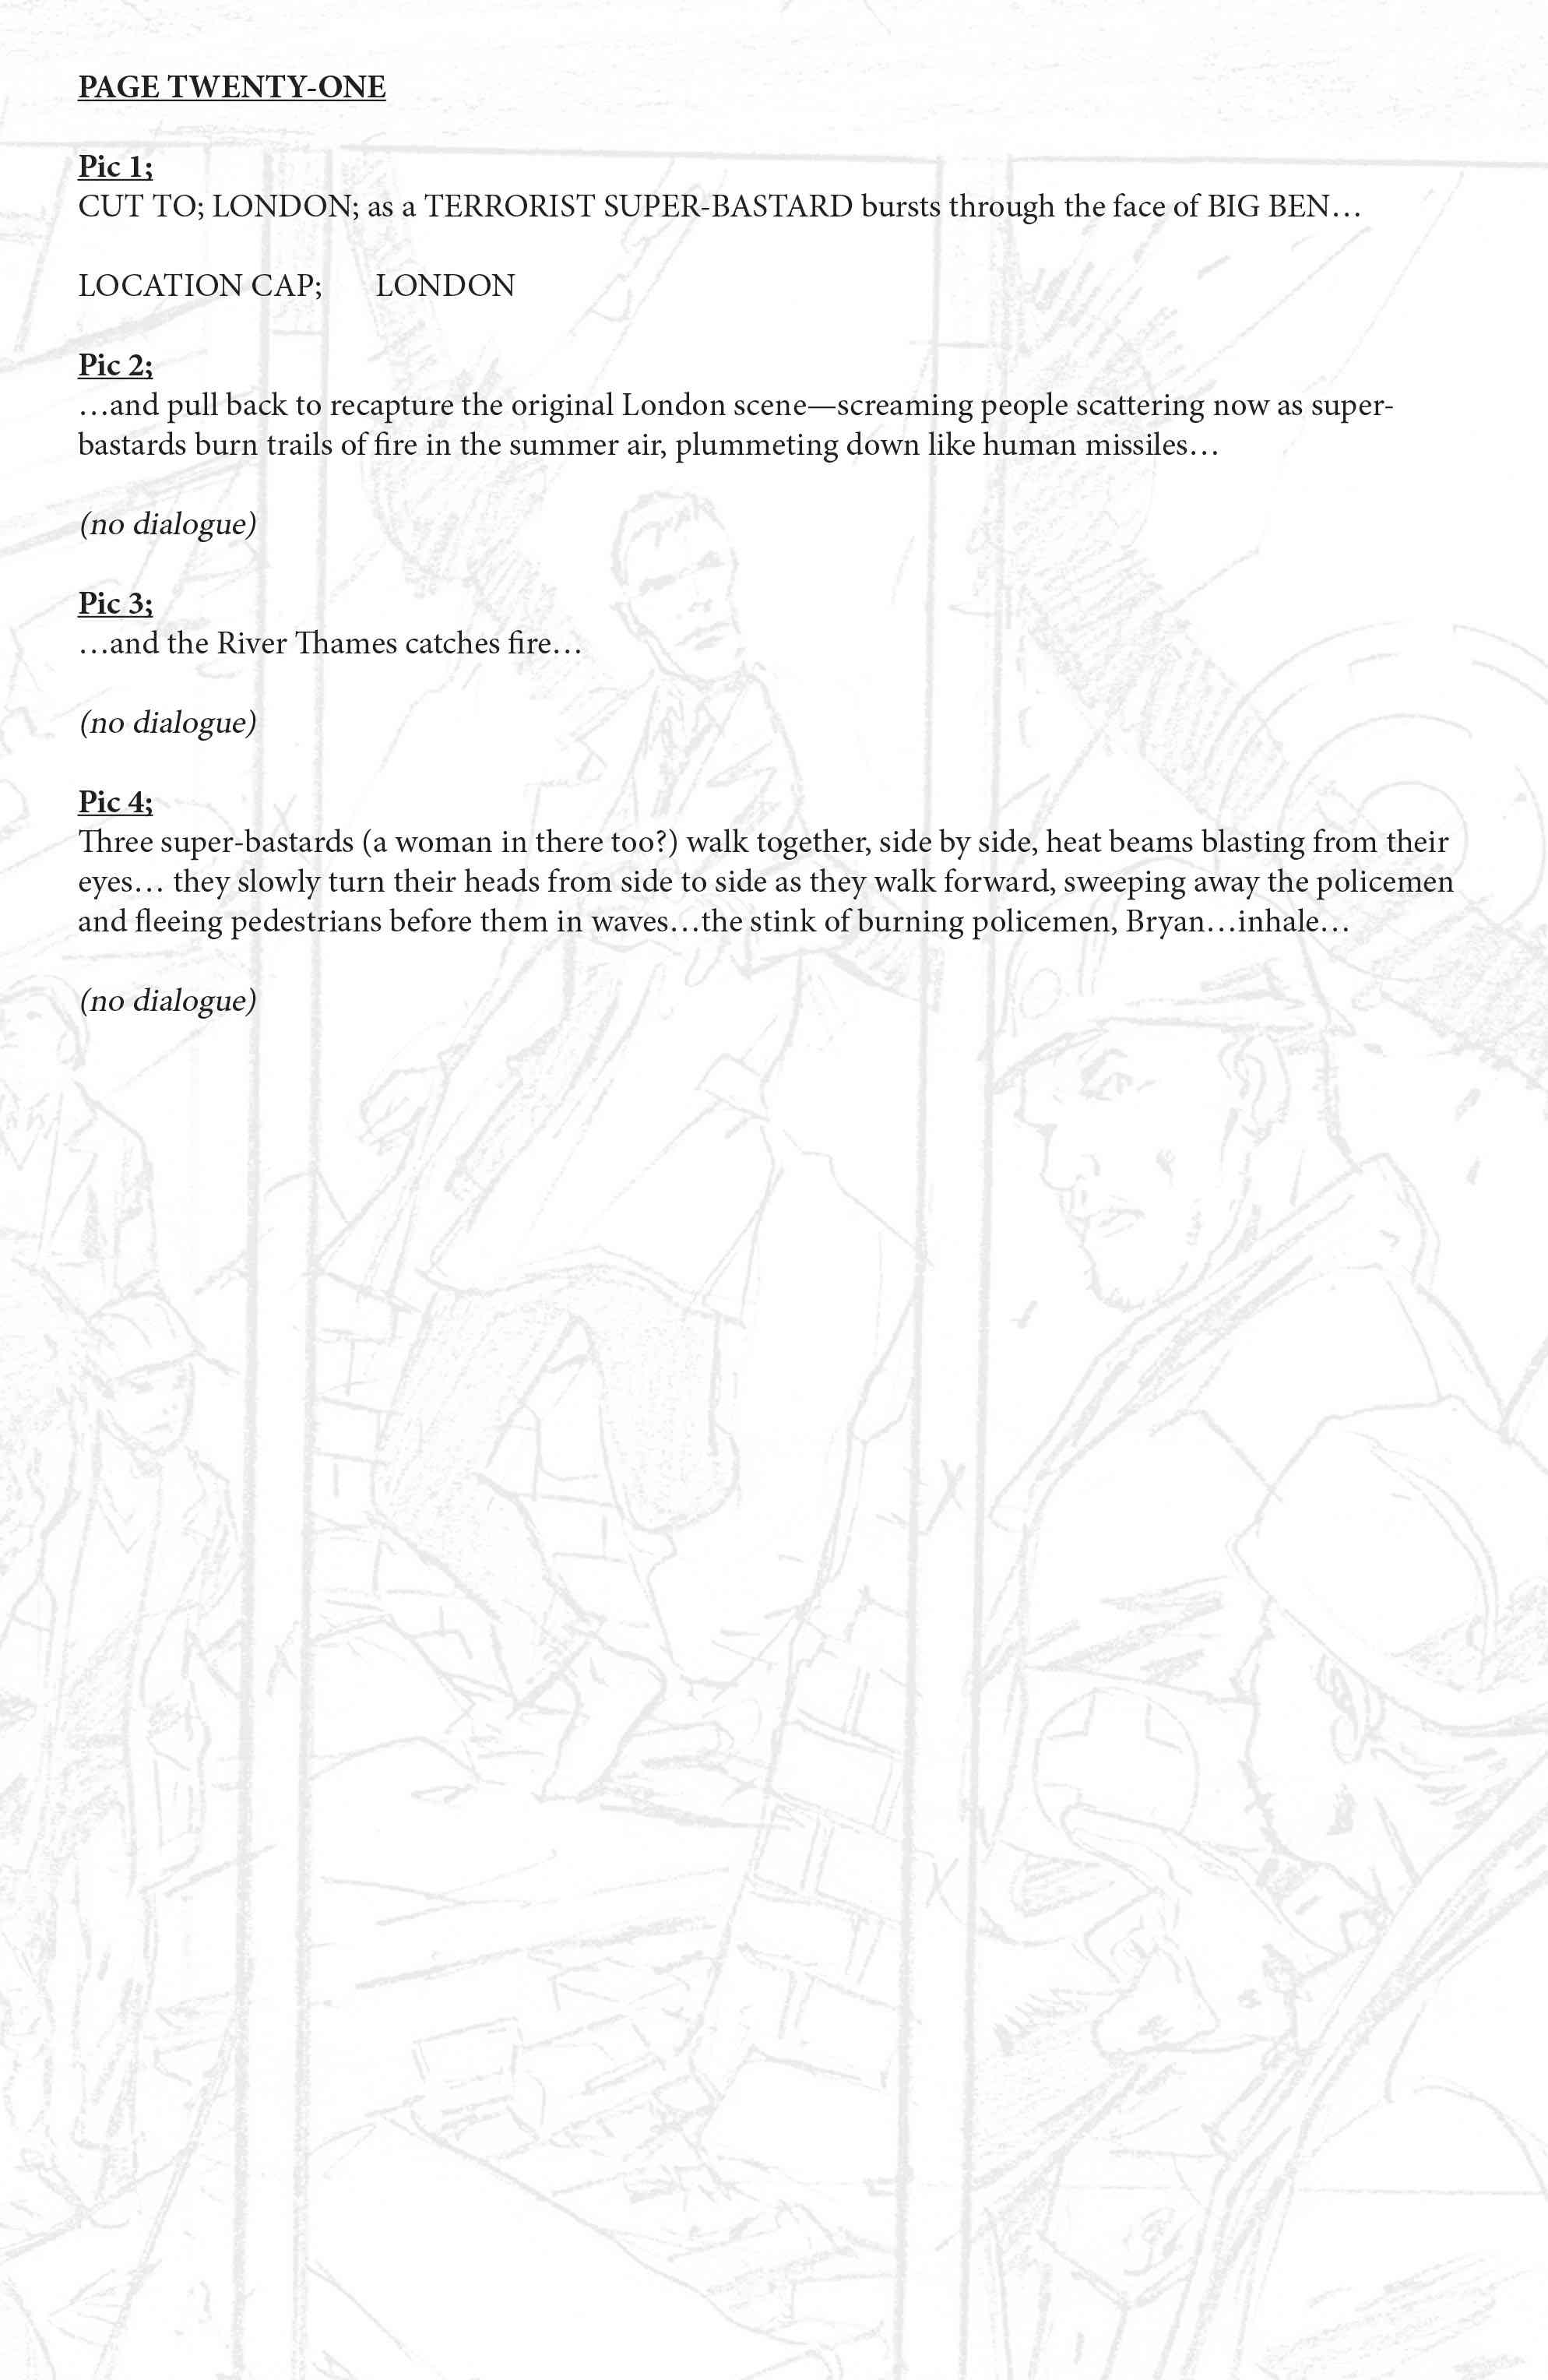 PAGE TWENTY-ONE
Pic 1;
CUT TO; LONDON; as a TERRORIST SUPER-BASTARD bursts through the face of BIG BEN…
LOCATION CAP; LONDON
Pic 2;
…and pull back to recapture the original London scene—screaming people scattering now as super-
bastards burn trails of fire in the summer air, plummeting down like human missiles…
(no dialogue)
Pic 3;
…and the River Thames catches fire…
(no dialogue)
Pic 4;
Three super-bastards (a woman in there too?) walk together, side by side, heat beams blasting from their
eyes… they slowly turn their heads from side to side as they walk forward, sweeping away the policemen
and fleeing pedestrians before them in waves…the stink of burning policemen, Bryan…inhale…
(no dialogue)